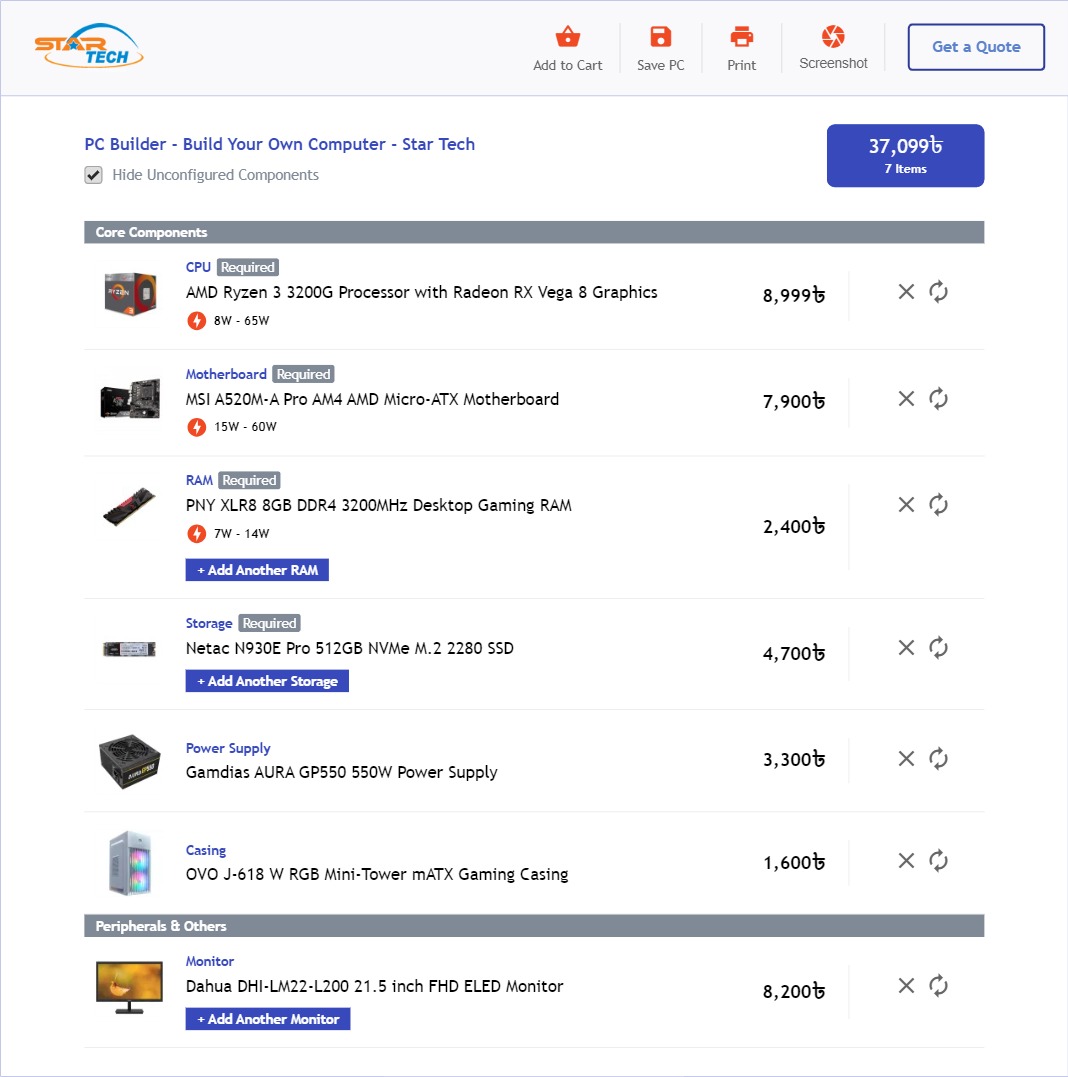 STAR
TECH
Add to Cart
Save PC
Print
Screenshot
Get a Quote
PC Builder - Build Your Own Computer - Star Tech
Hide Unconfigured Components
37,099৳
7 Items
Core Components
CPU Required
AMD Ryzen 3 3200G Processor with Radeon RX Vega 8 Graphics
8W - 65W
8,999৳
Motherboard Required
MSI A520M-A Pro AM4 AMD Micro-ATX Motherboard
15W - 60W
7,900৳
RAM Required
PNY XLR8 8GB DDR4 3200MHz Desktop Gaming RAM
7W - 14W
2,400৳
+ Add Another RAM
Storage Required
Netac N930E Pro 512GB NVMe M.2 2280 SSD
4,700৳
+ Add Another Storage
Power Supply
Gamdias AURA GP550 550W Power Supply
3,300৳
Casing
OVO J-618 W RGB Mini-Tower mATX Gaming Casing
1,600৳
Peripherals & Others
Monitor
Dahua DHI-LM22-L200 21.5 inch FHD ELED Monitor
8,200৳
+ Add Another Monitor